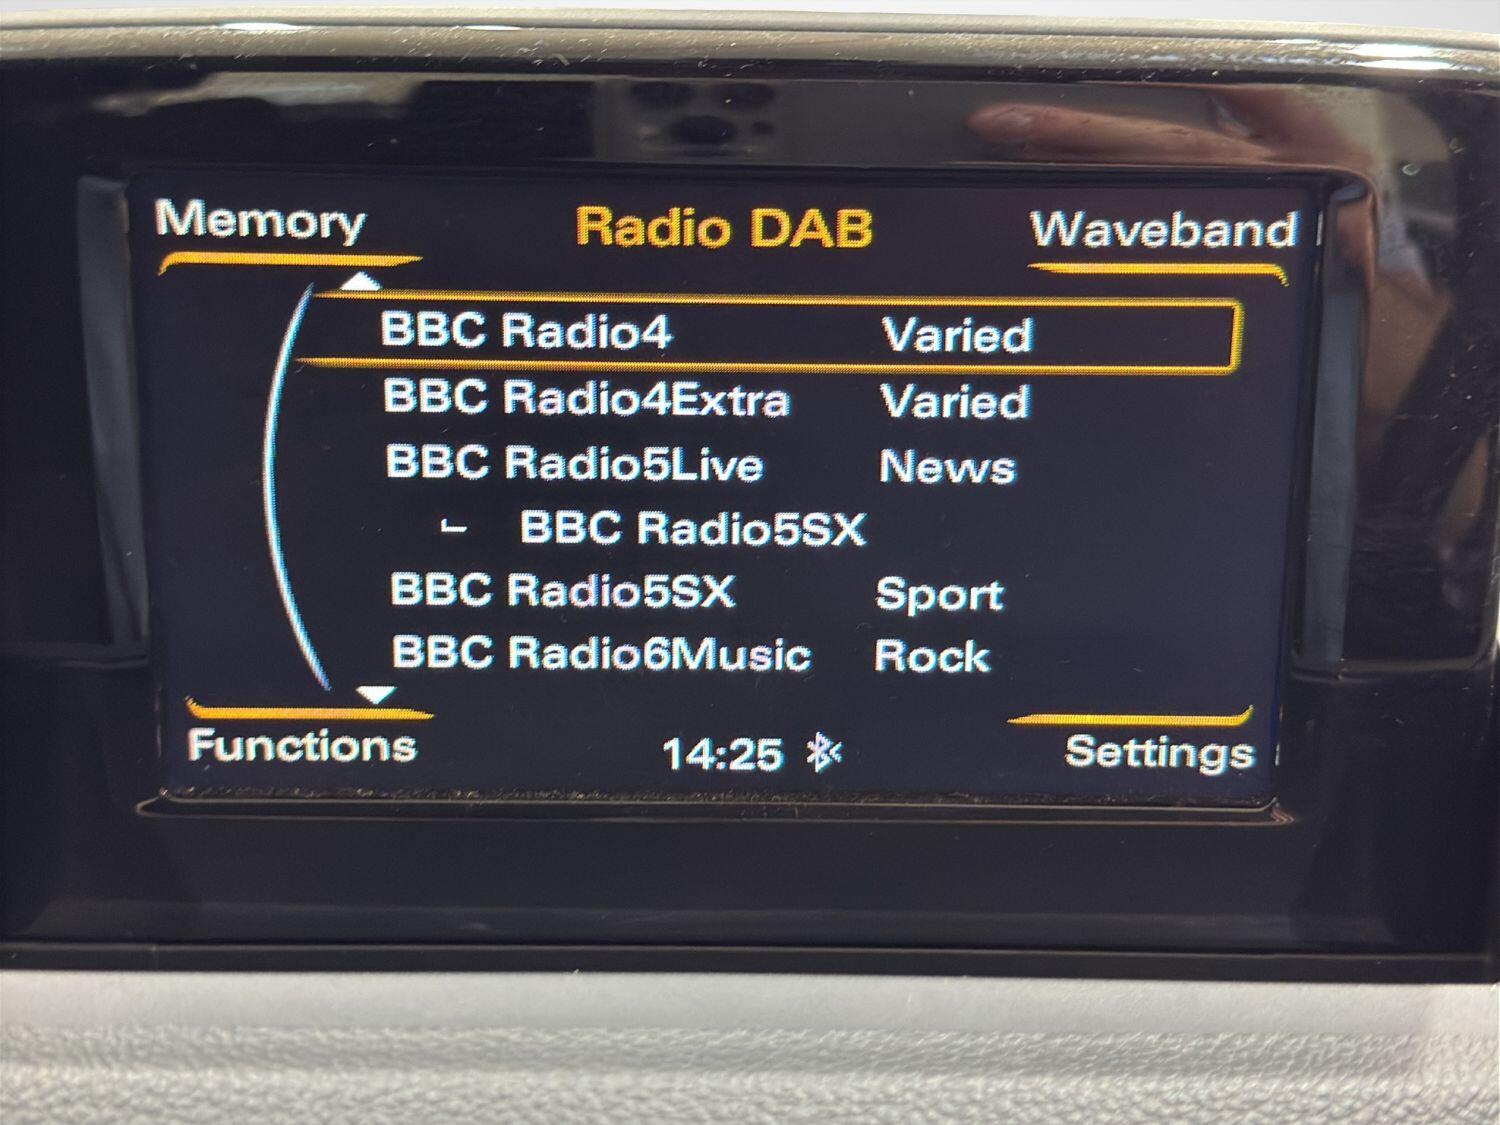 Memory Radio DAB Waveband
BBC Radio4 Varied
BBC Radio4Extra Varied
BBC Radio5Live News
BBC Radio5SX
BBC Radio5SX Sport
BBC Radio6Music Rock
Functions 14:25 Settings